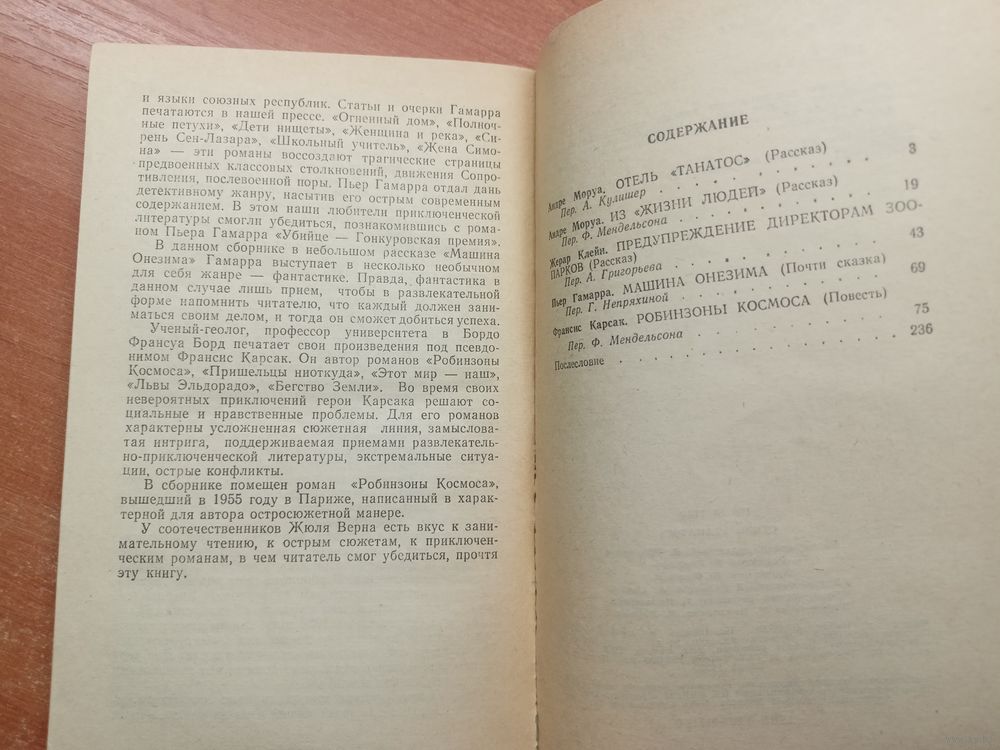 и языки союзных республик. Статьи и очерки Гамарра
печатаются в нашей прессе. «Огненный дом», «Полноч-
ные петухи», «Дети нищеты», «Женщина и река», «Си-
рень Сен-Лазара», «Школьный учитель», «Жена Симо-
на» — эти романы воссоздают трагические страницы
предвоенных классовых столкновений, движения Сопро-
тивления, послевоенной поры. Пьер Гамарра отдал дань
детективному жанру, насытив его острым современным
содержанием. В этом наши любители приключенческой
литературы смогли убедиться, познакомившись с рома-
ном Пьера Гамарра «Убийце — Гонкуровская премия».
В данном сборнике в небольшом рассказе «Машина
Онезима» Гамарра выступает в несколько необычном
для себя жанре — фантастике. Правда, фантастика в
данном случае лишь прием, чтобы в развлекательной
форме напомнить читателю, что каждый должен зани-
маться своим делом, и тогда он сможет добиться успеха.
Ученый-геолог, профессор университета в Бордо
Франсуа Борд печатает свои произведения под псевдо-
нимом Франсис Карсак. Он автор романов «Робинзоны
Космоса», «Пришельцы ниоткуда», «Этот мир — наш»,
«Львы Эльдорадо», «Бегство Земли». Во время своих
невероятных приключений герои Карсака решают со-
циальные и нравственные проблемы. Для его романов
характерны усложненная сюжетная линия, замыслова-
тая интрига, поддерживаемая приемами развлекатель-
но-приключенческой литературы, экстремальные ситуа-
ции, острые конфликты.
В сборнике помещен роман «Робинзоны Космоса»,
вышедший в 1955 году в Париже, написанный в харак-
терной для автора остросюжетной манере.
У соотечественников Жюля Верна есть вкус к зани-
мательному чтению, к острым сюжетам, к приключен-
ческим романам, в чем читатель смог убедиться, прочтя
эту книгу.
СОДЕРЖАНИЕ
Андре Моруа. ОТЕЛЬ «ТАНАТОС» (Рассказ)
Пер. А. Кулишер . . . . . . . 3
Андре Моруа. ИЗ «ЖИЗНИ ЛЮДЕЙ» (Рассказ)
Пер. Ф. Мендельсона . . . . . . . 19
Жерар Клейн. ПРЕДУПРЕЖДЕНИЕ ДИРЕКТОРАМ ЗОО-
ПАРКОВ (Рассказ)
Пер. А. Григорьева . . . . . . . 43
Пьер Гамарра. МАШИНА ОНЕЗИМА (Почти сказка)
Пер. Г. Непряхиной . . . . . . . 69
Франсис Карсак. РОБИНЗОНЫ КОСМОСА (Повесть)
Пер. Ф. Мендельсона . . . . . . . 75
Послесловие . . . . . . . . . 236